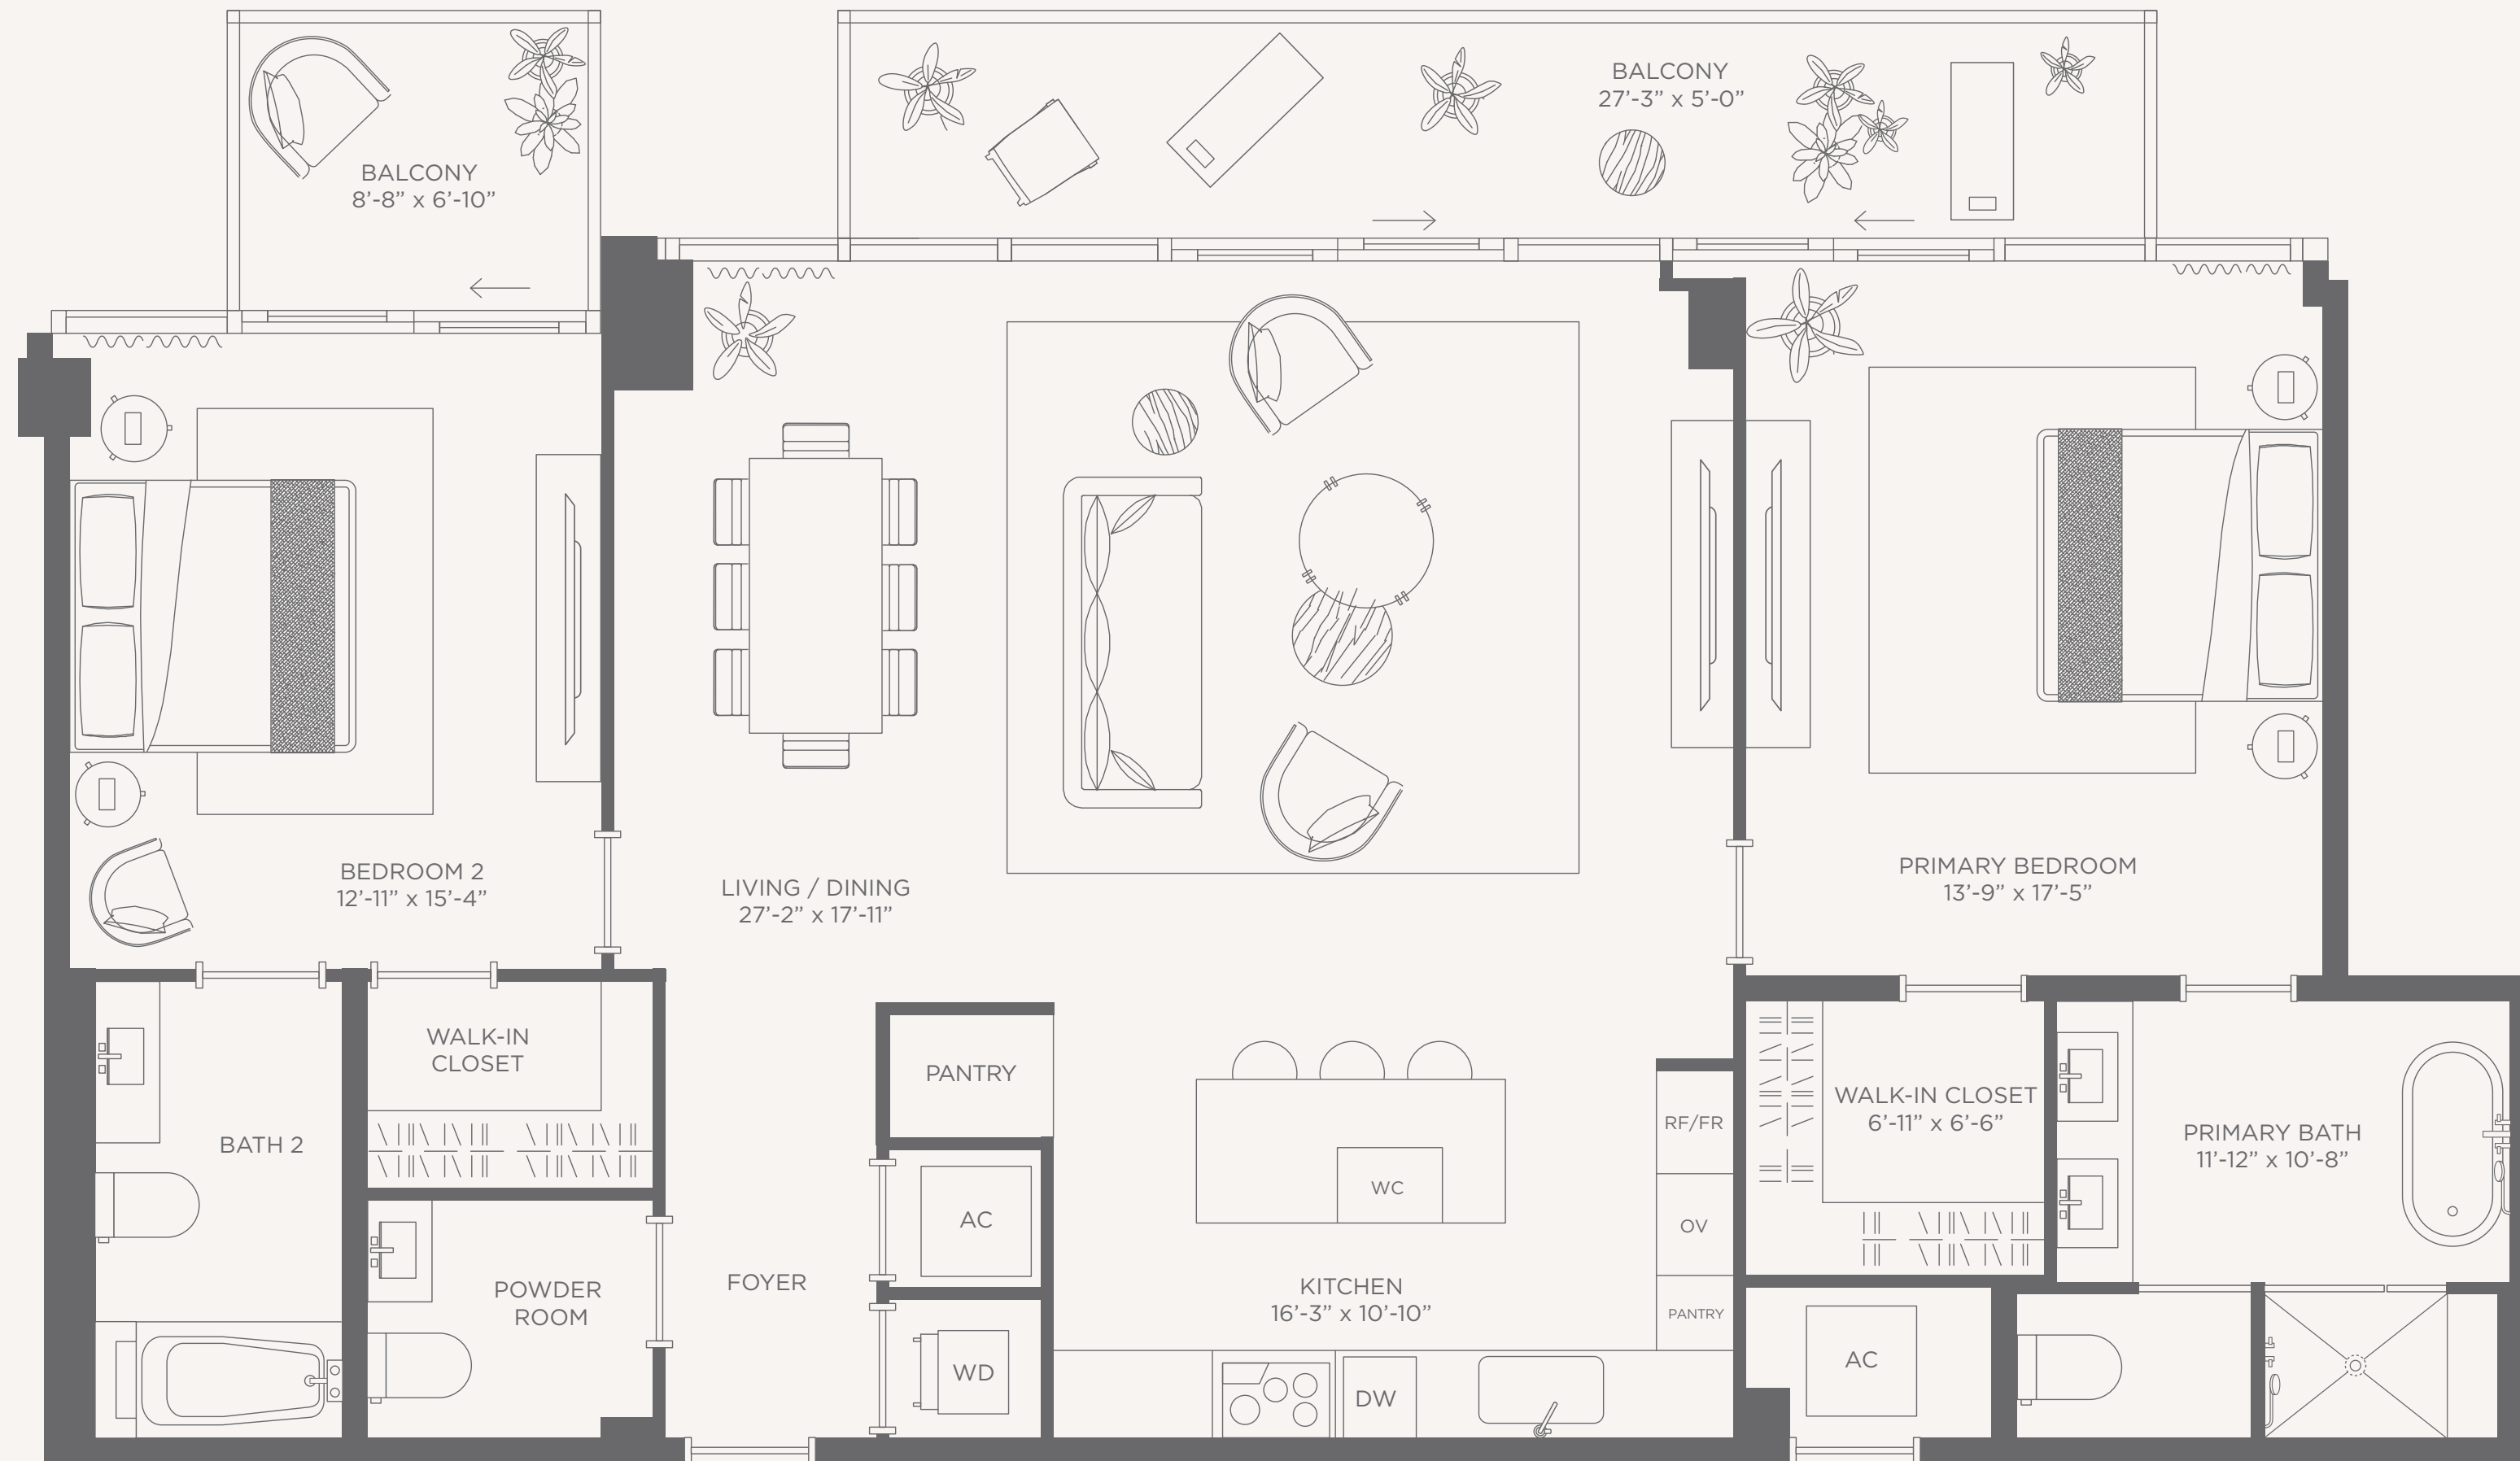 BALCONY
8’-8” x 6’-10”
BALCONY
27’-3” x 5’-0”
BEDROOM 2
12’-11” x 15’-4”
LIVING / DINING
27’-2” x 17’-11”
PRIMARY BEDROOM
13’-9” x 17’-5”
WALK-IN
CLOSET
BATH 2
POWDER
ROOM
FOYER
PANTRY
AC
WD
WC
KITCHEN
16’-3” x 10’-10”
DW
RF/FR
OV
PANTRY
WALK-IN CLOSET
6’-11” x 6’-6”
PRIMARY BATH
11’-12” x 10’-8”
AC